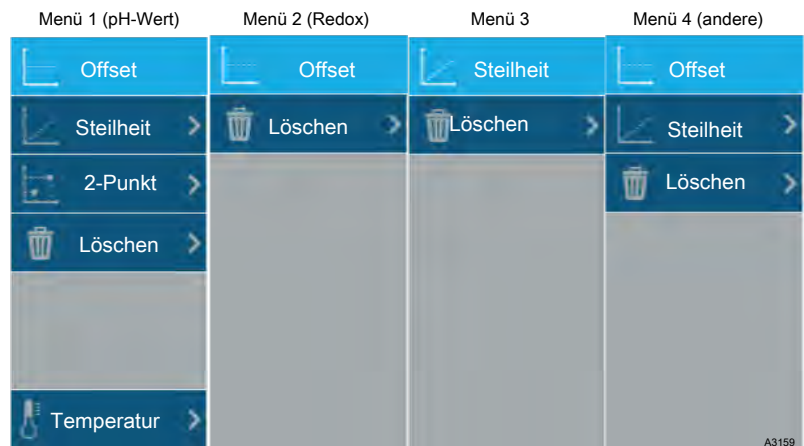 Menü 1 (pH-Wert)
Offset
Steilheit
2-Punkt
Löschen
Temperatur
Menü 2 (Redox)
Offset
Löschen
Menü 3
Steilheit
Löschen
Menü 4 (andere)
Offset
Steilheit
Löschen
A3159